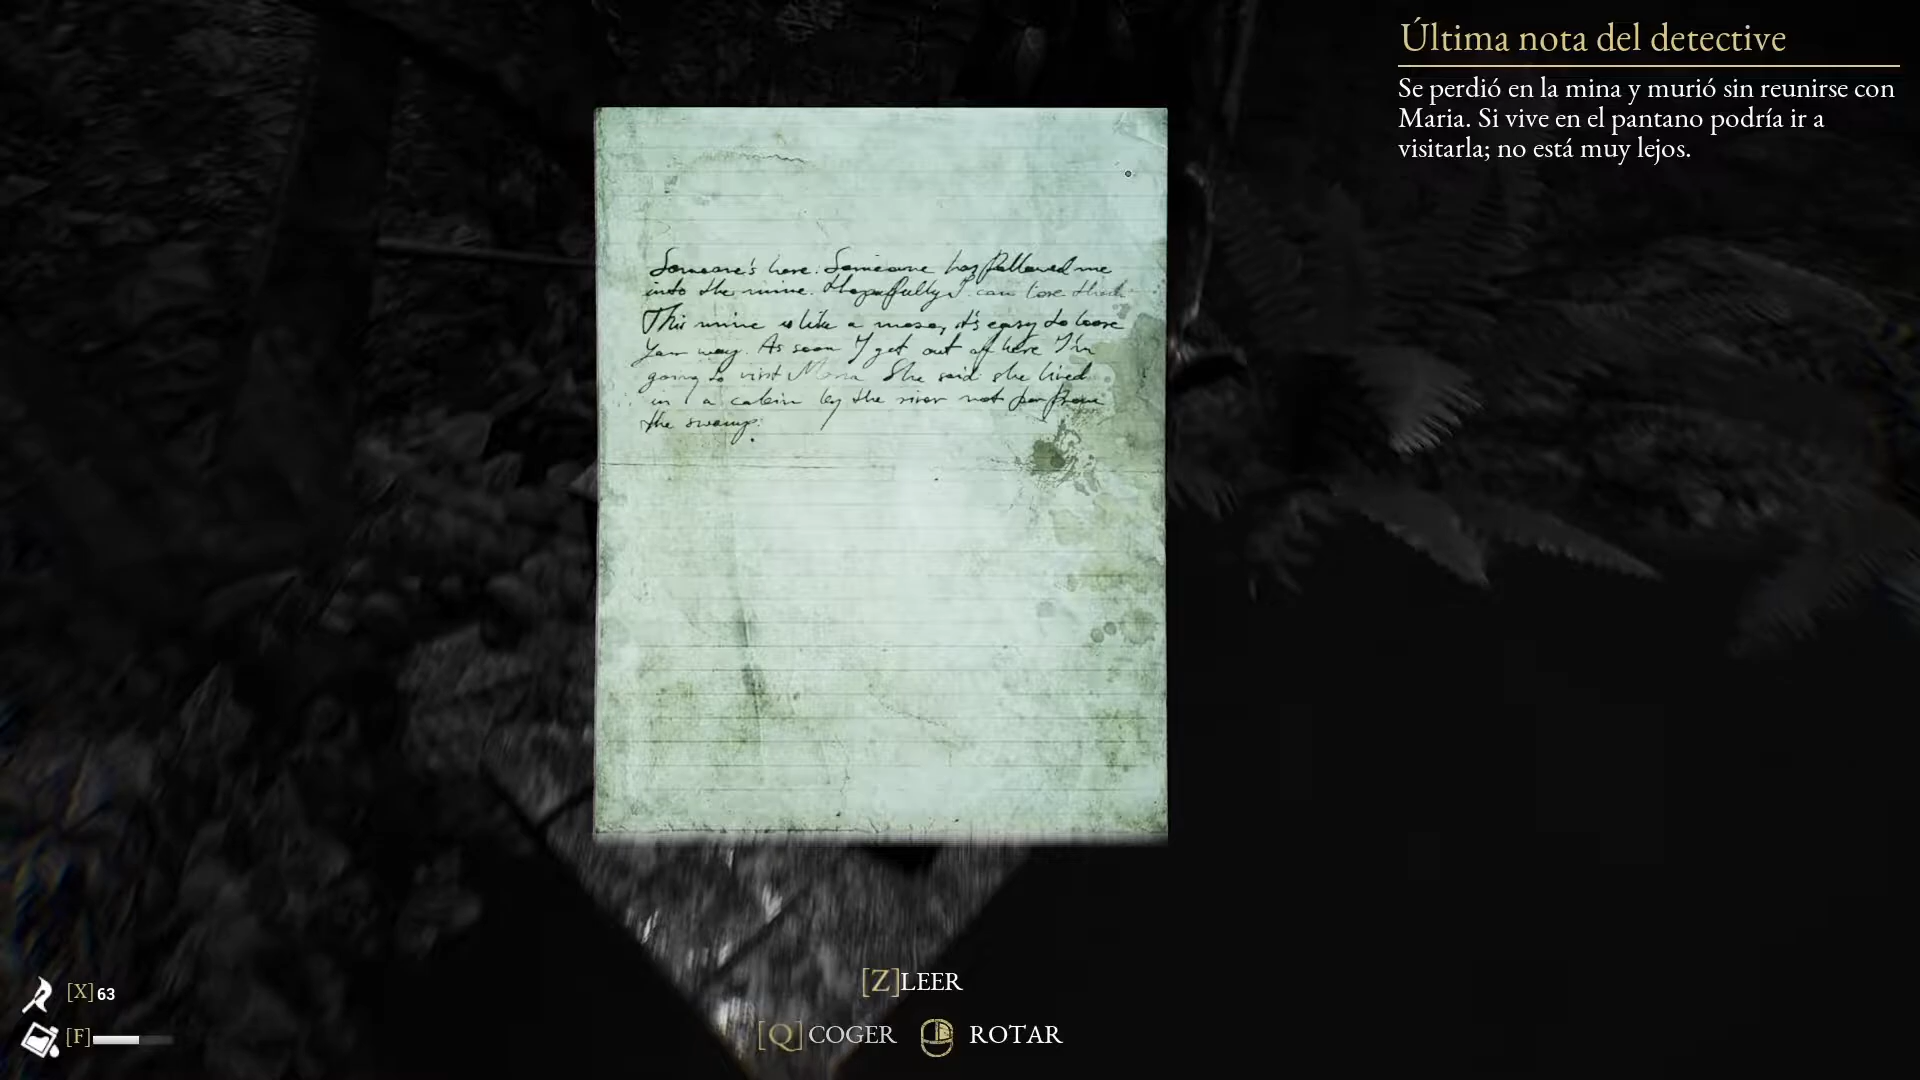 Última nota del detective
Se perdió en la mina y murió sin reunirse con
Maria. Si vive en el pantano podría ir a
visitarla; no está muy lejos.
Someone's here. Someone has followed me
into the mine. Hopefully I can lose them.
This mine is like a maze, it's easy to loose
your way. As soon I get out of here I'm
going to visit Maria. She said she lived
in a cabin by the river not far from
the swamp.
[X] 63
[F]
[Z] LEER
[Q] COGER ROTAR